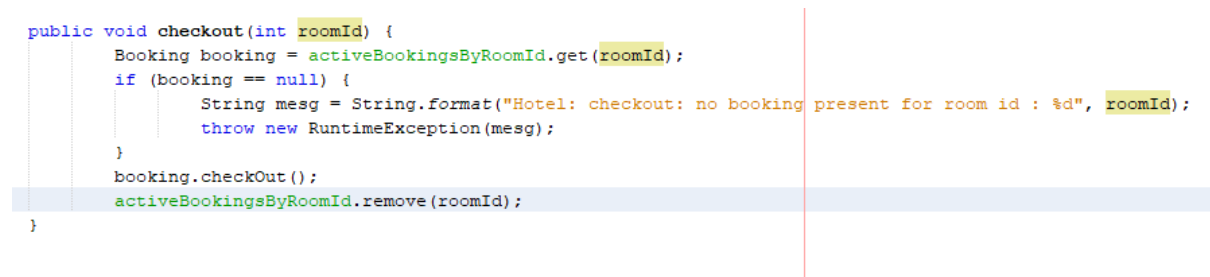 public void checkout(int roomId) {
Booking booking = activeBookingsByRoomId.get(roomId);
if (booking == null) {
String mesg = String.format("Hotel: checkout: no booking present for room id : %d", roomId);
throw new RuntimeException(mesg);
}
booking.checkOut();
activeBookingsByRoomId.remove(roomId);
}